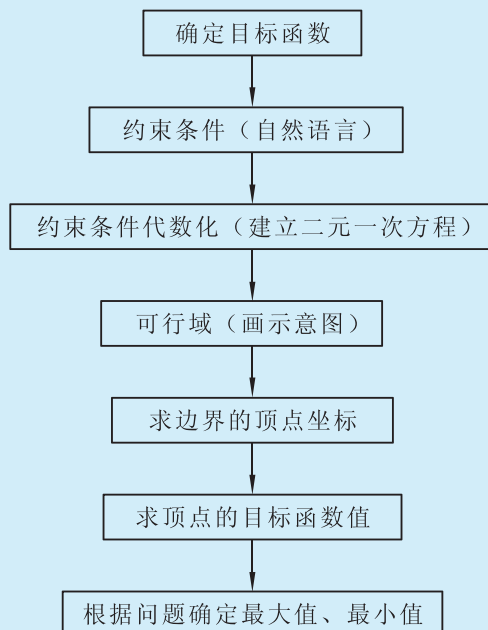 确定目标函数
约束条件（自然语言）
约束条件代数化（建立二元一次方程）
可行域（画示意图）
求边界的顶点坐标
求顶点的目标函数值
根据问题确定最大值、最小值